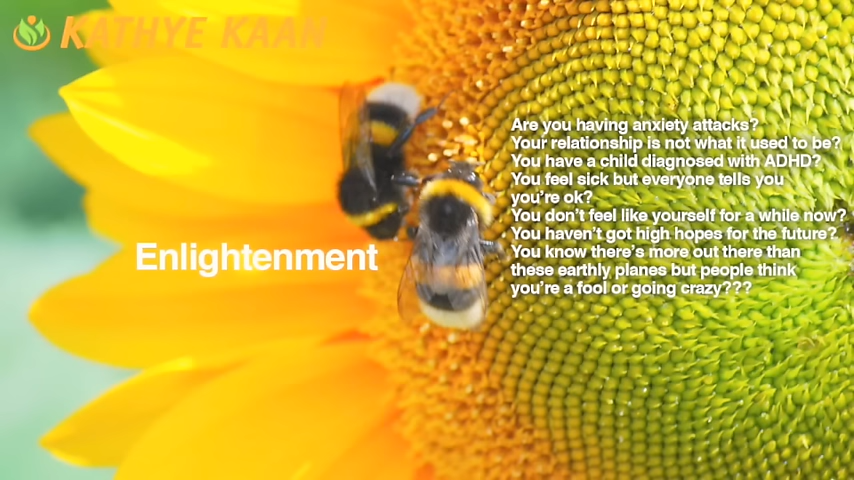 KATHYE KAAN
Are you having anxiety attacks?
Your relationship is not what it used to be?
You have a child diagnosed with ADHD?
You feel sick but everyone tells you
you're ok?
You don't feel like yourself for a while now?
You haven't got high hopes for the future?
You know there's more out there than
these earthly planes but people think
you're a fool or going crazy???
Enlightenment